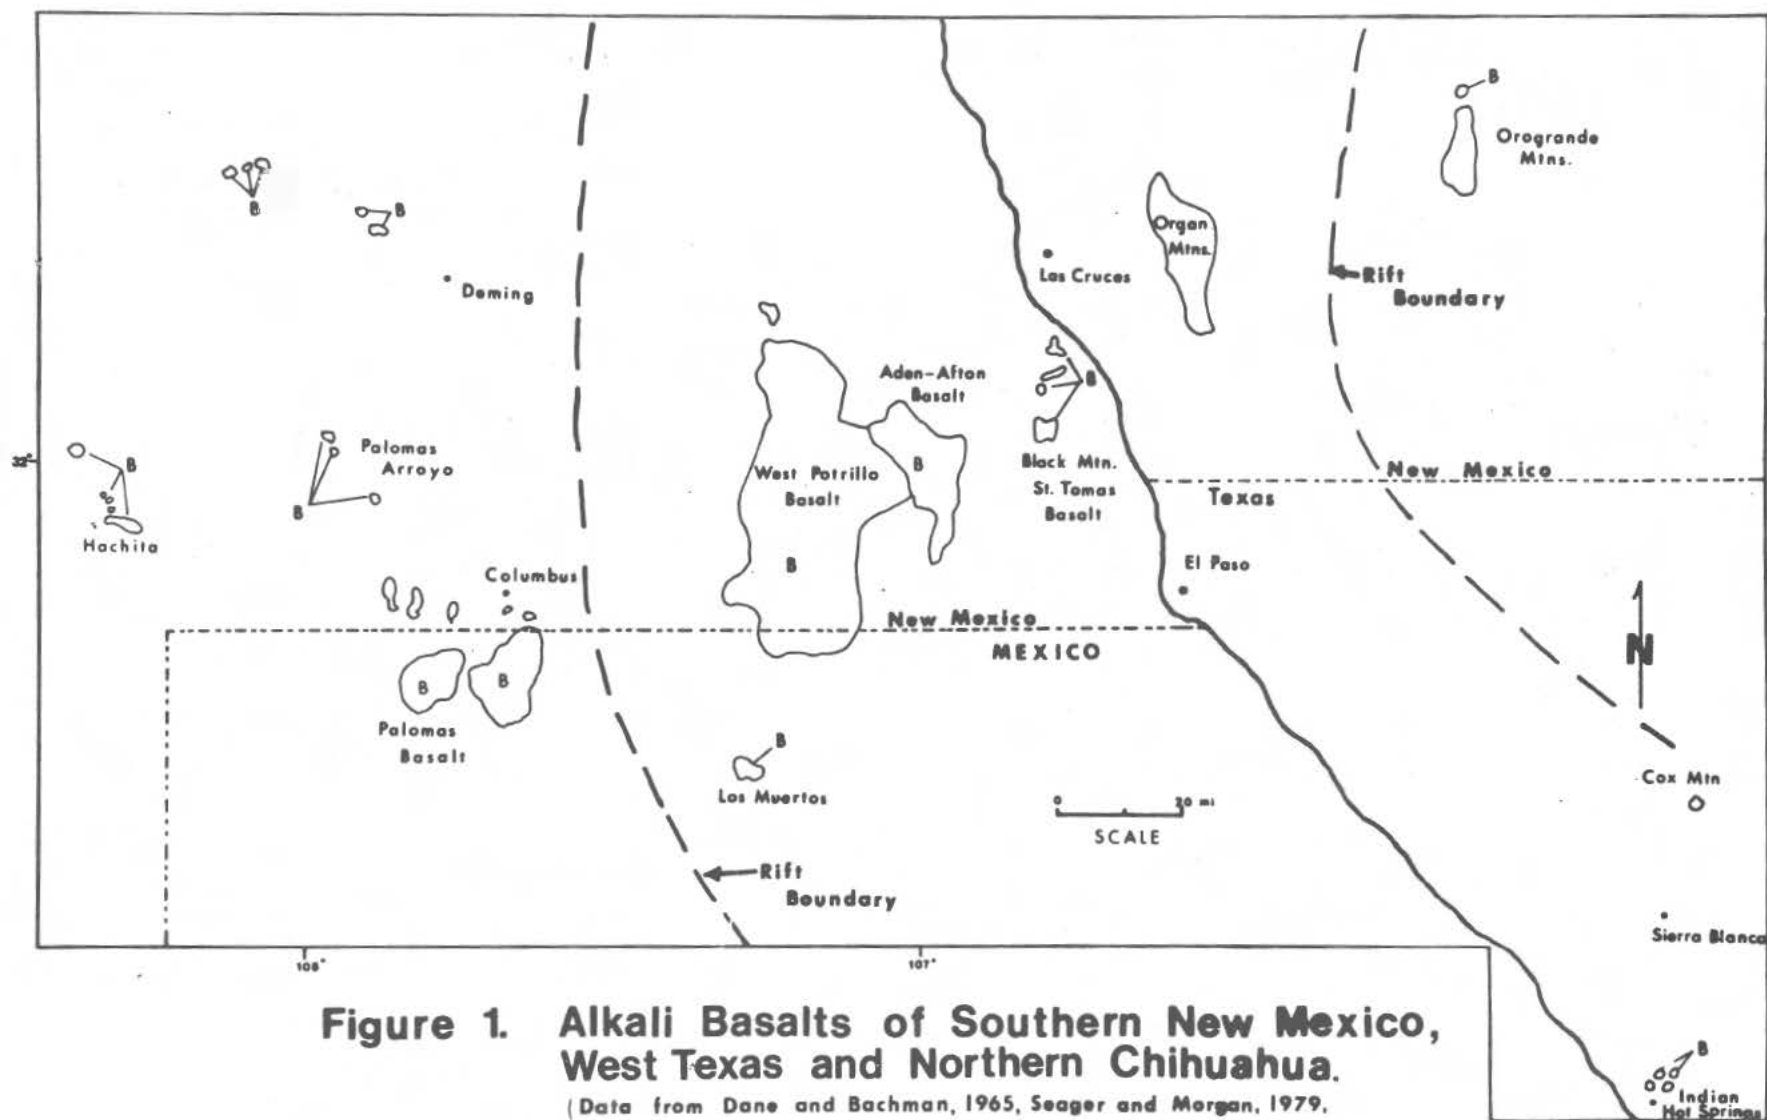 B
Orogrande
Mtns.
B
B
Organ
Mtns.
Las Cruces
Rift
Boundary
Deming
Aden-Afton
Basalt
B
B
Palomas
Arroyo
B
West Potrillo
Basalt
B
Black Mtn.
St. Tomas
Basalt
New Mexico
Texas
32°
B
B
Hachita
Columbus
El Paso
New Mexico
MEXICO
N
B
B
Palomas
Basalt
B
Los Muertos
0 20 mi
SCALE
Cox Mtn
Rift
Boundary
Sierra Blanca
108°
107°
B
Indian
Hot Springs
Figure 1. Alkali Basalts of Southern New Mexico,
West Texas and Northern Chihuahua.
(Data from Dane and Bachman, 1965, Seager and Morgan, 1979,